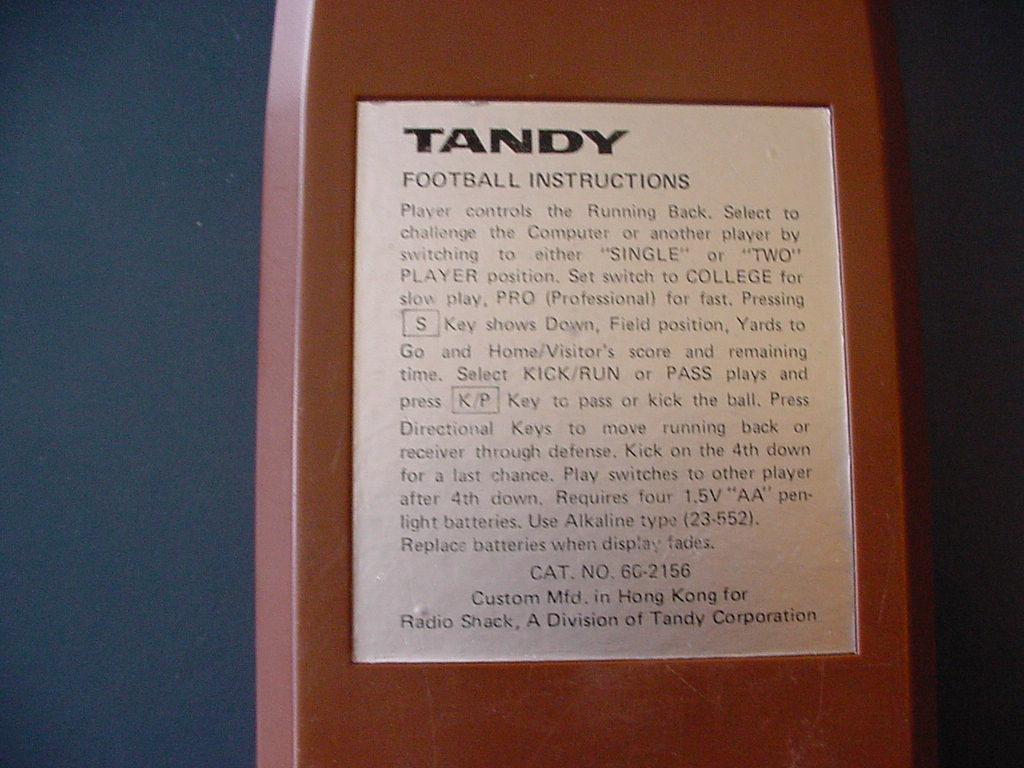 TANDY
FOOTBALL INSTRUCTIONS
Player controls the Running Back. Select to
challenge the Computer or another player by
switching to either "SINGLE" or "TWO"
PLAYER position. Set switch to COLLEGE for
slow play, PRO (Professional) for fast. Pressing
S Key shows Down, Field position, Yards to
Go and Home/Visitor's score and remaining
time. Select KICK/RUN or PASS plays and
press K/P Key to pass or kick the ball. Press
Directional Keys to move running back or
receiver through defense. Kick on the 4th down
for a last chance. Play switches to other player
after 4th down. Requires four 1.5V "AA" pen-
light batteries. Use Alkaline type (23-552).
Replace batteries when display fades.
CAT. NO. 60-2156
Custom Mfd. in Hong Kong for
Radio Shack, A Division of Tandy Corporation